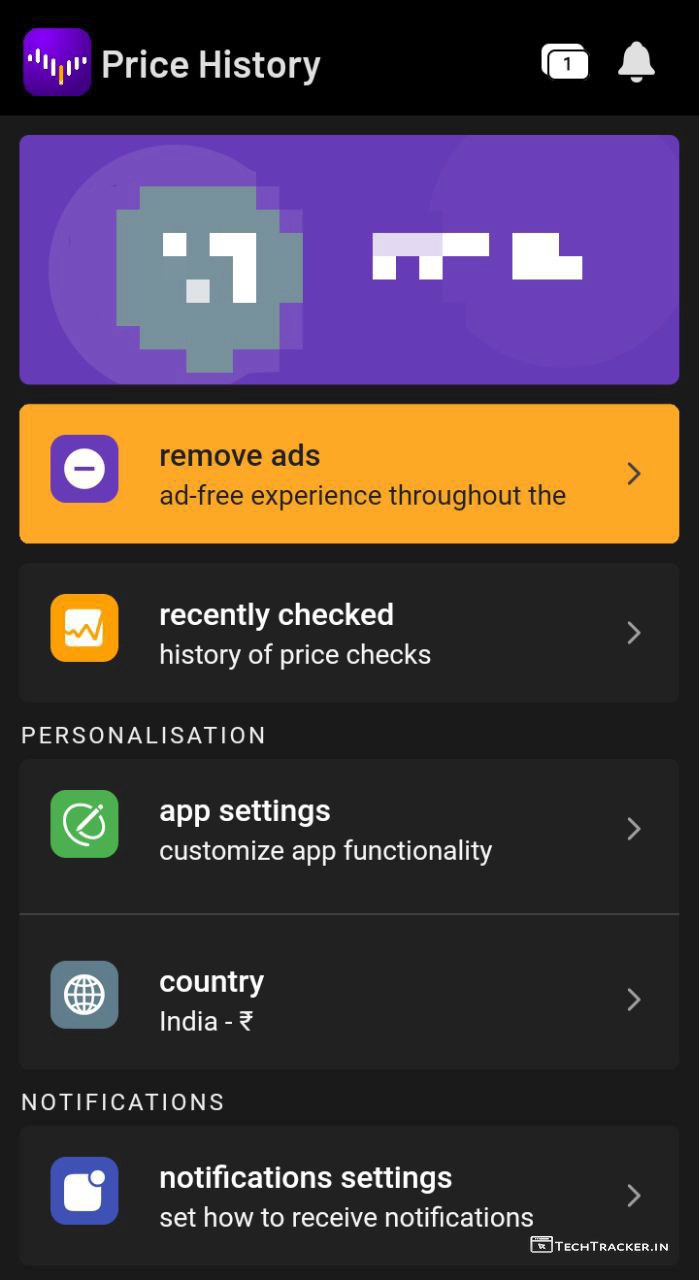 Price History
1
remove ads
ad-free experience throughout the
recently checked
history of price checks
PERSONALISATION
app settings
customize app functionality
country
India - ₹
NOTIFICATIONS
notifications settings
set how to receive notifications
TECHTRACKER.IN